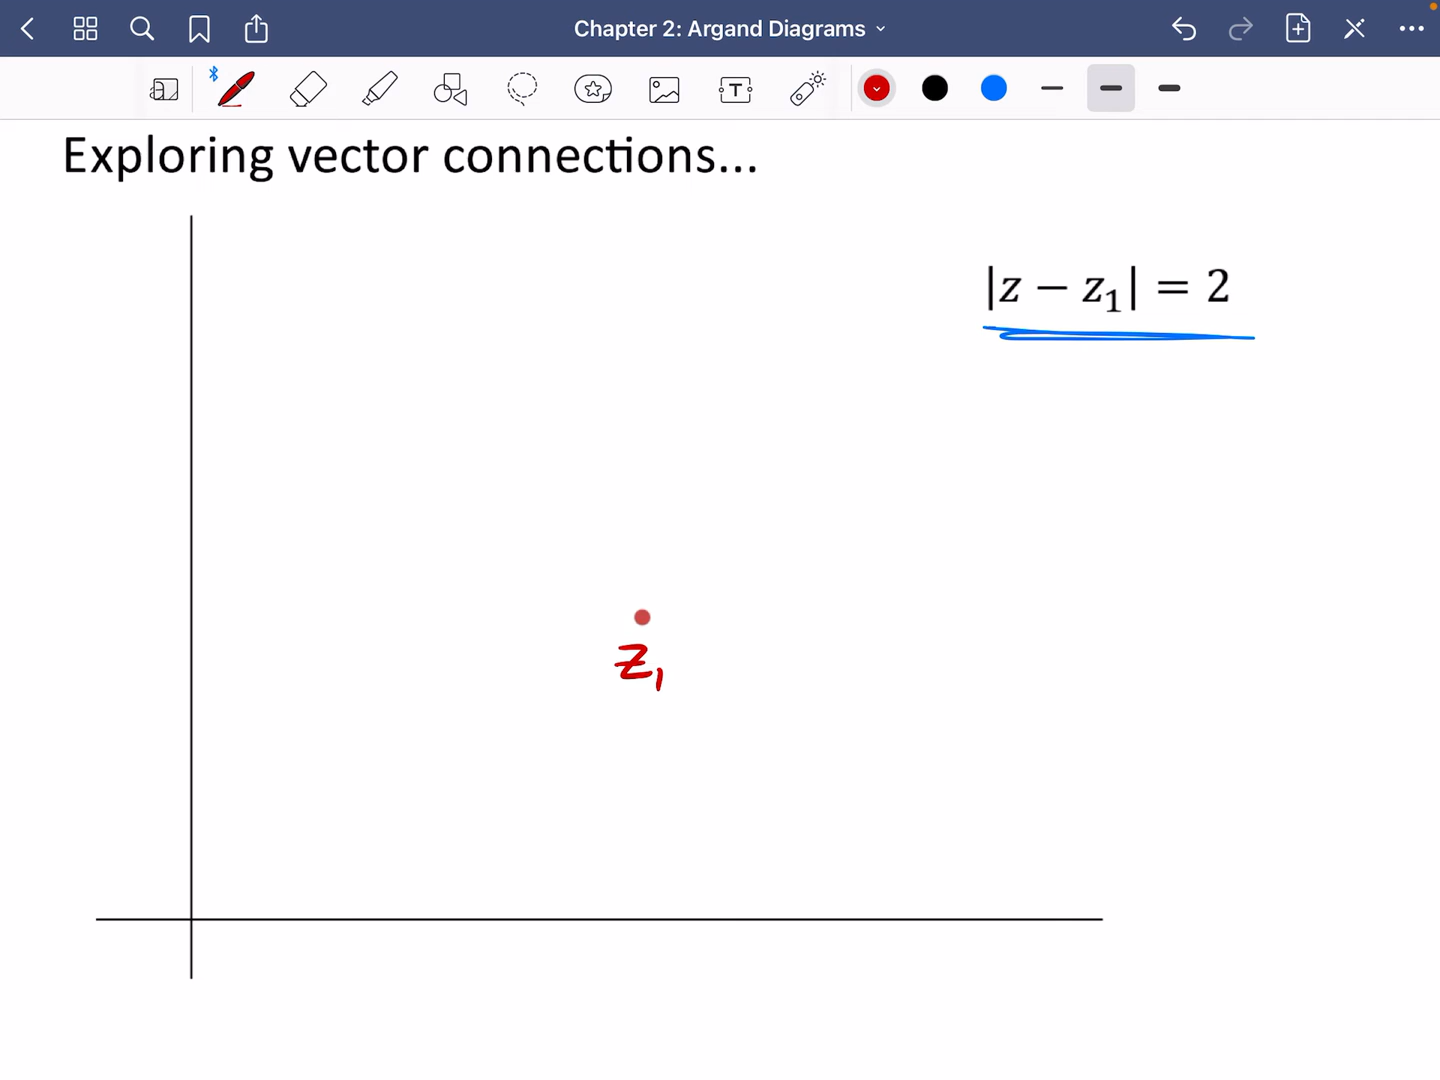 Chapter 2: Argand Diagrams
T
Exploring vector connections...
|z − z₁| = 2
z₁